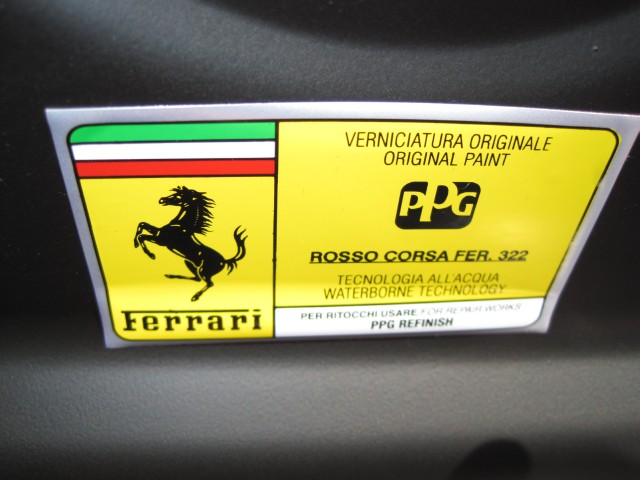 VERNICIATURA ORIGINALE
ORIGINAL PAINT
PPG
ROSSO CORSA FER. 322
TECNOLOGIA ALL'ACQUA
WATERBORNE TECHNOLOGY
Ferrari
PER RITOCCHI USARE FOR REPAIR WORKS
PPG REFINISH